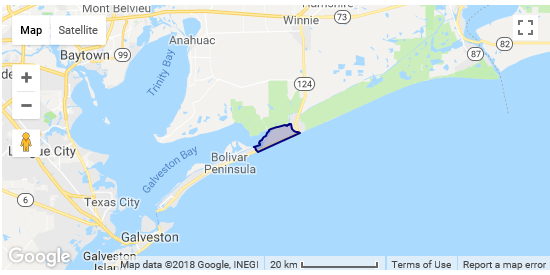 Mont Belvieu
Hamshire
73
Winnie
Map
Satellite
Anahuac
99
82
87
Baytown
Trinity Bay
124
League City
Galveston Bay
Bolivar
Peninsula
6
Texas City
Galveston
Galveston
Island
Google
Map data ©2018 Google, INEGI
20 km
Terms of Use
Report a map error